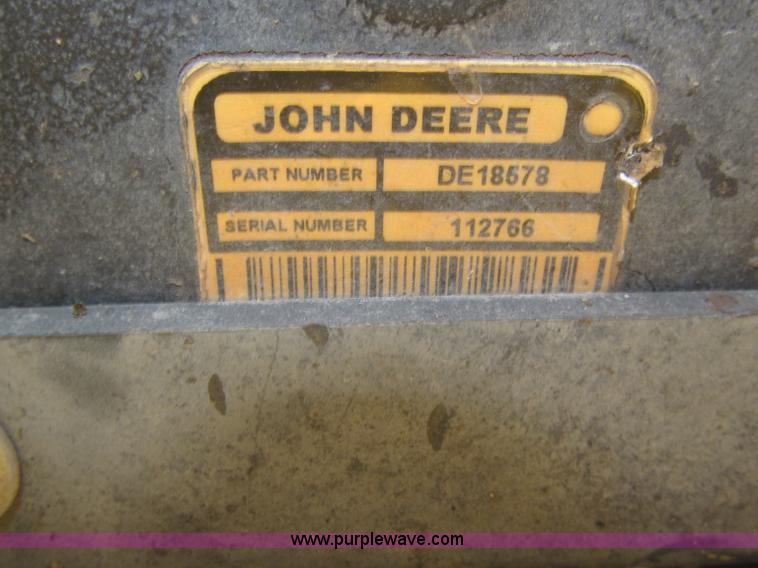 JOHN DEERE
PART NUMBER DE18578
SERIAL NUMBER 112766
www.purplewave.com